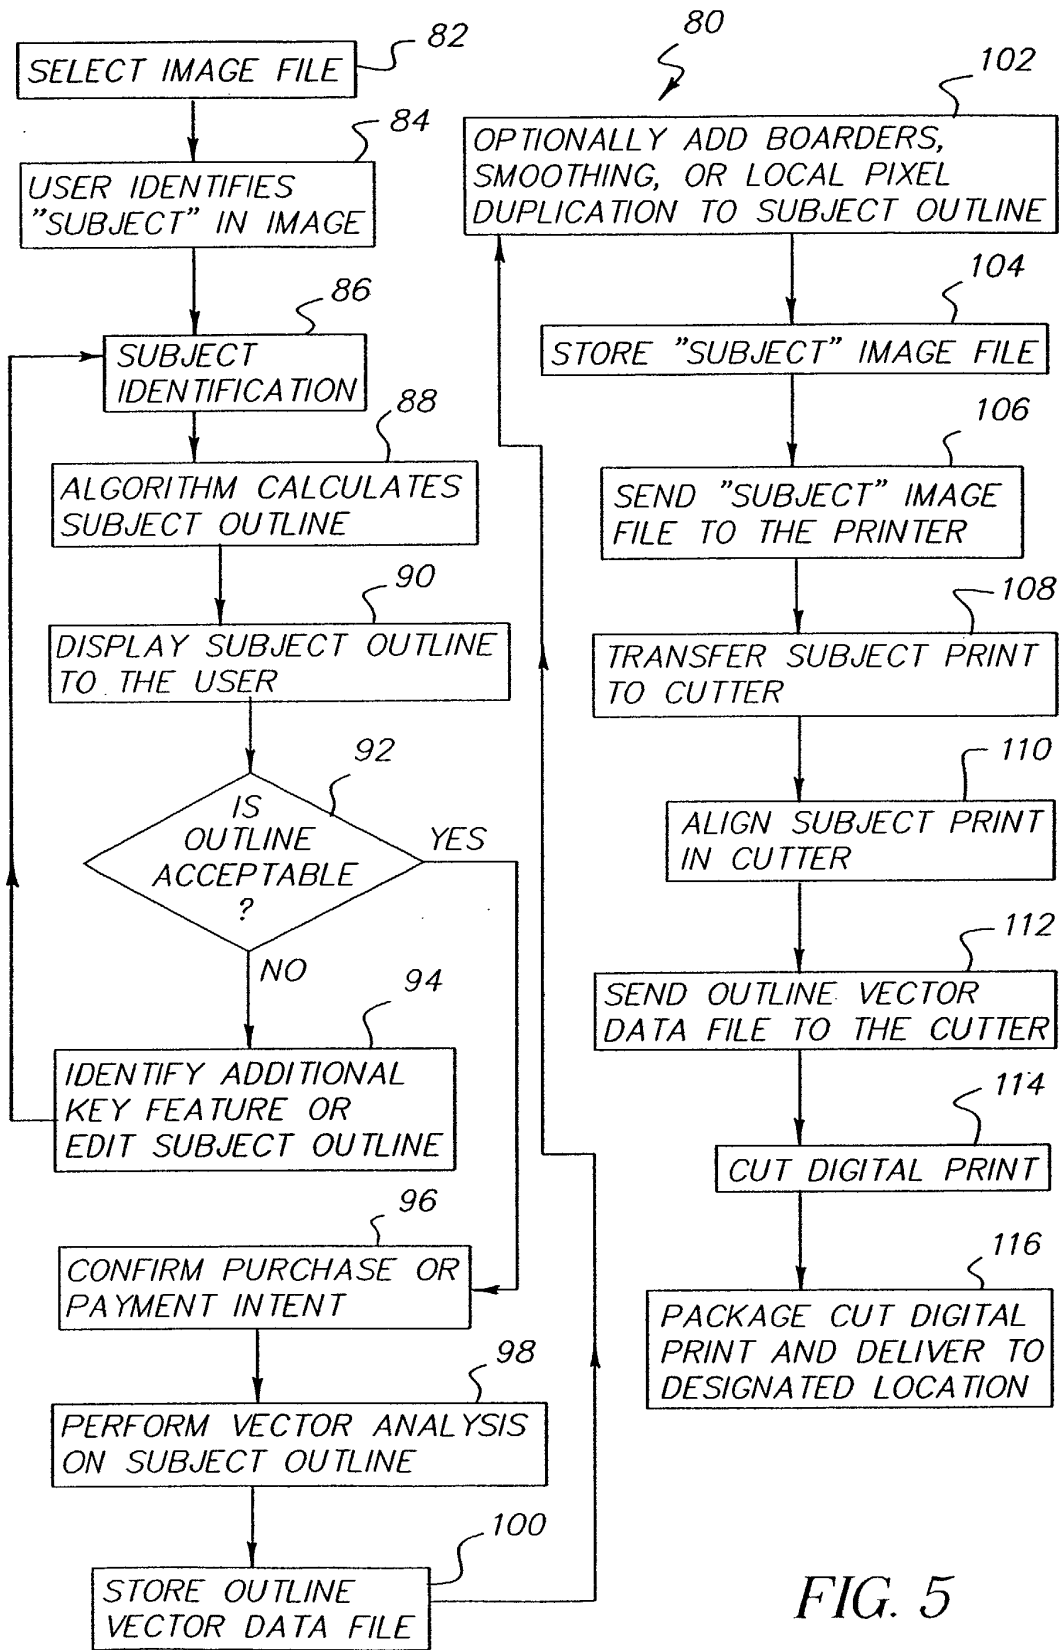 82
SELECT IMAGE FILE
84
USER IDENTIFIES
"SUBJECT" IN IMAGE
86
SUBJECT
IDENTIFICATION
88
ALGORITHM CALCULATES
SUBJECT OUTLINE
90
DISPLAY SUBJECT OUTLINE
TO THE USER
92
IS
OUTLINE
ACCEPTABLE
?
YES
NO
94
IDENTIFY ADDITIONAL
KEY FEATURE OR
EDIT SUBJECT OUTLINE
96
CONFIRM PURCHASE OR
PAYMENT INTENT
98
PERFORM VECTOR ANALYSIS
ON SUBJECT OUTLINE
100
STORE OUTLINE
VECTOR DATA FILE
80
102
OPTIONALLY ADD BOARDERS,
SMOOTHING, OR LOCAL PIXEL
DUPLICATION TO SUBJECT OUTLINE
104
STORE "SUBJECT" IMAGE FILE
106
SEND "SUBJECT" IMAGE
FILE TO THE PRINTER
108
TRANSFER SUBJECT PRINT
TO CUTTER
110
ALIGN SUBJECT PRINT
IN CUTTER
112
SEND OUTLINE VECTOR
DATA FILE TO THE CUTTER
114
CUT DIGITAL PRINT
116
PACKAGE CUT DIGITAL
PRINT AND DELIVER TO
DESIGNATED LOCATION
FIG. 5